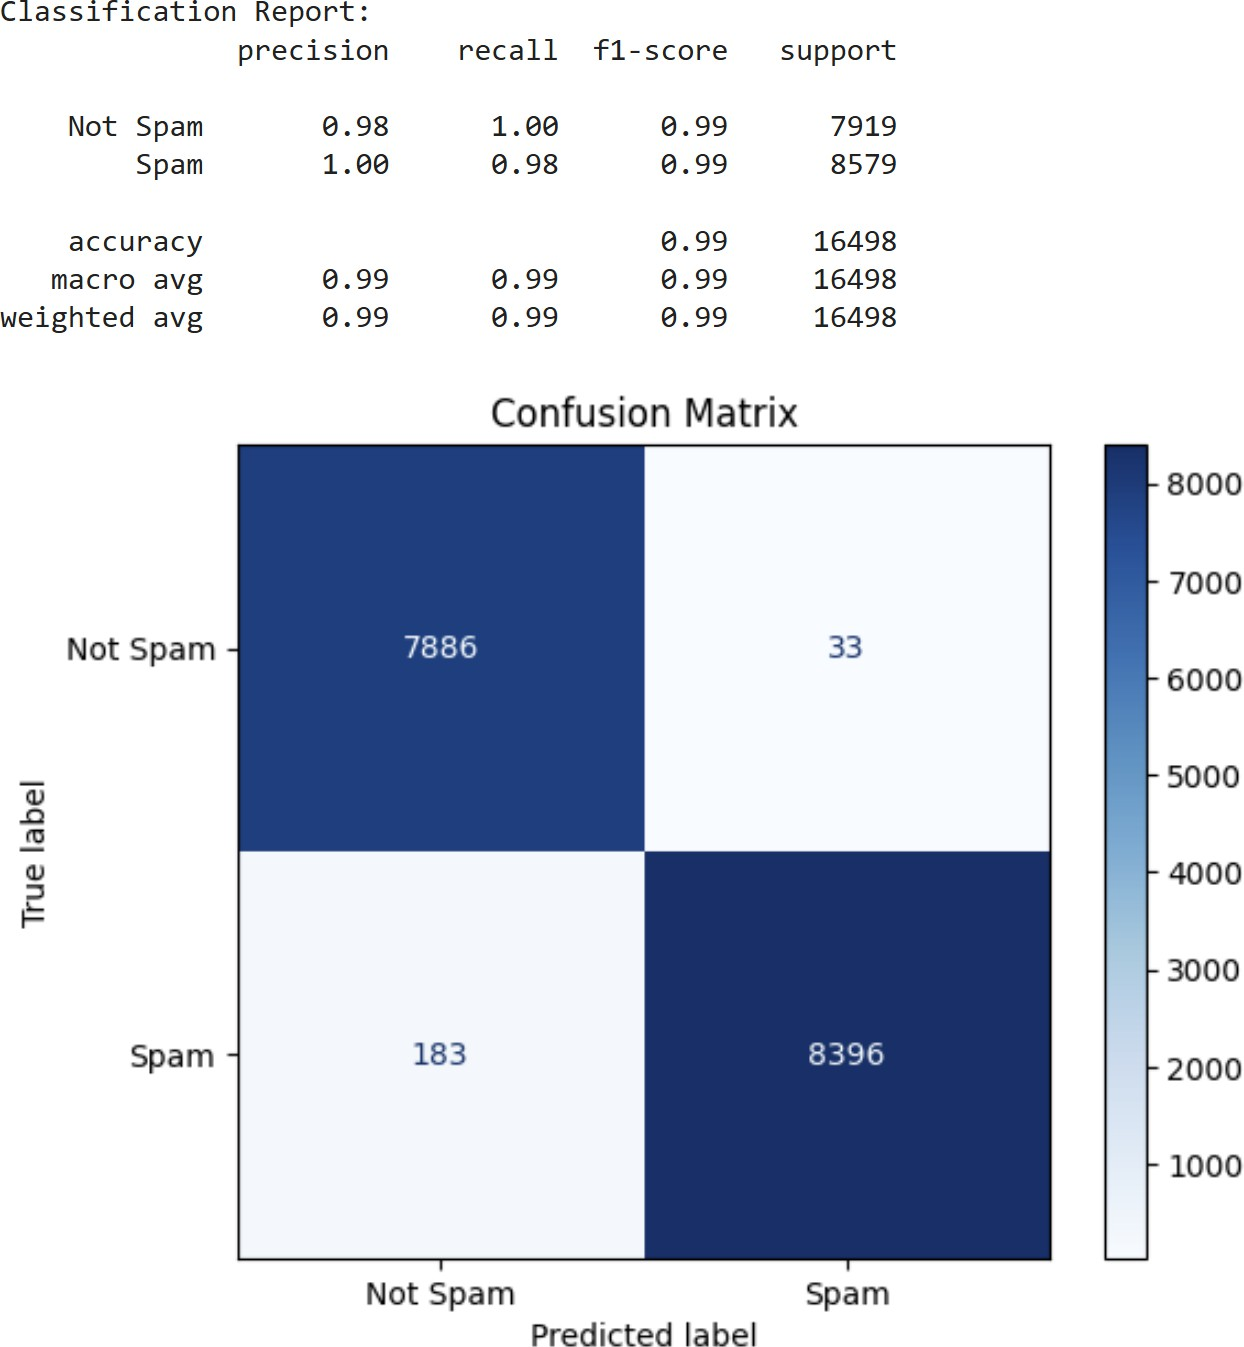 Classification Report:
precision recall f1-score support
Not Spam 0.98 1.00 0.99 7919
Spam 1.00 0.98 0.99 8579
accuracy 0.99 16498
macro avg 0.99 0.99 0.99 16498
weighted avg 0.99 0.99 0.99 16498
Confusion Matrix
True label
Not Spam 7886 33
Spam 183 8396
Not Spam Spam
Predicted label
8000
7000
6000
5000
4000
3000
2000
1000